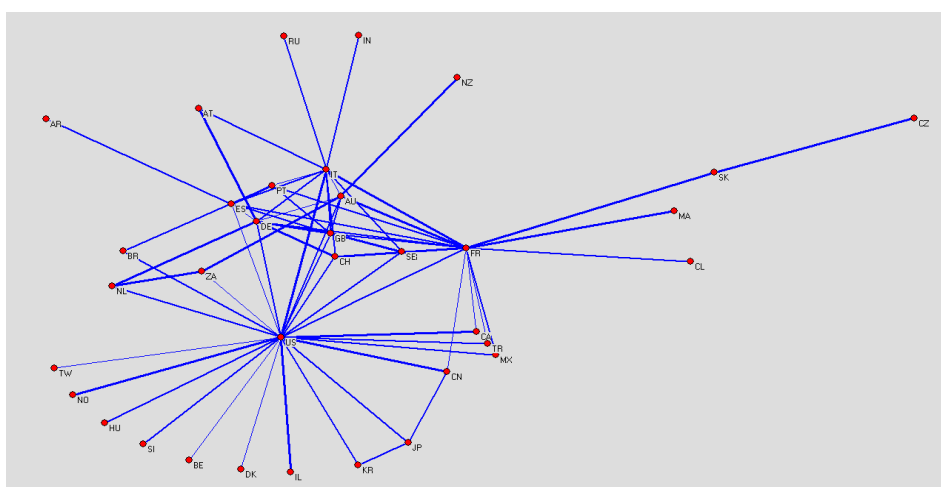 RU
IN
NZ
AT
AR
CZ
IT
SK
PT
AU
ES
MA
DE
GB
BR
CH
SE
FR
CL
ZA
NL
US
CA
TR
MX
TW
CN
NO
HU
SI
JP
BE
DK
IL
KR